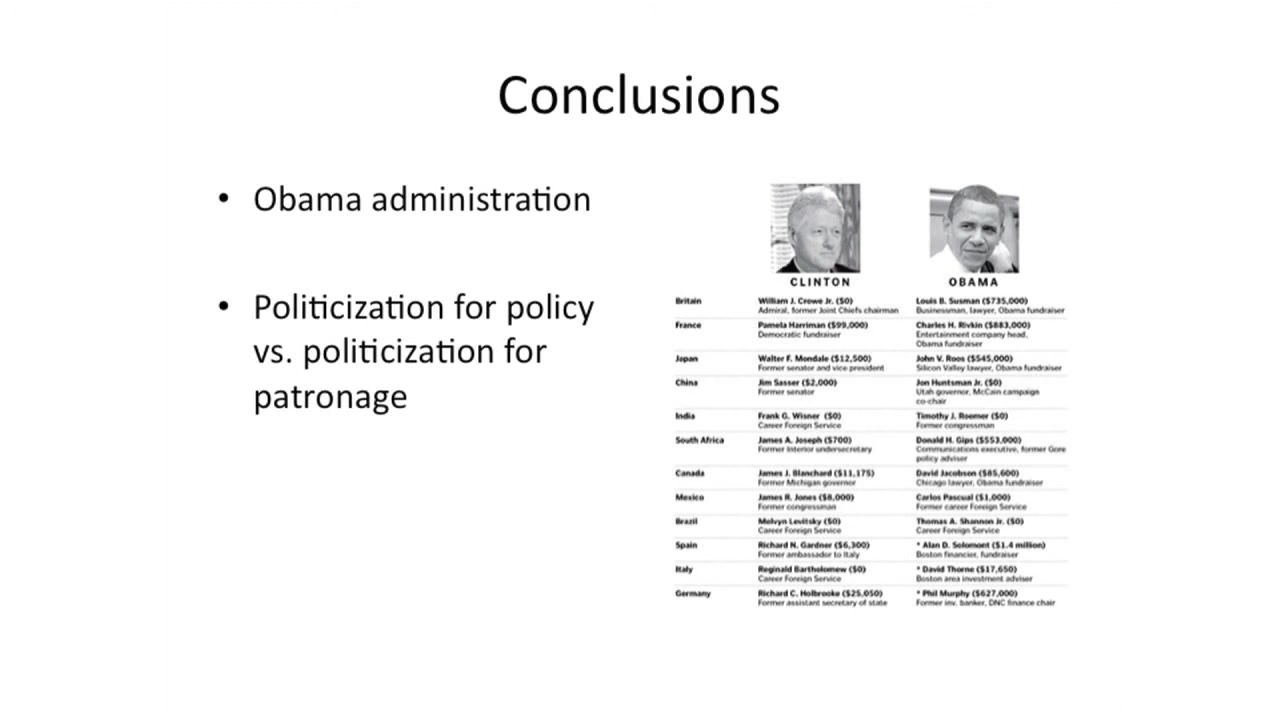 Conclusions
• Obama administration
• Politicization for policy
vs. politicization for
patronage
CLINTON OBAMA
Britain William J. Crowe Jr. ($0) Louis B. Susman ($735,000)
Admiral, former Joint Chiefs chairman Businessman, lawyer, Obama fundraiser
France Pamela Harriman ($99,000) Charles H. Rivkin ($883,000)
Democratic fundraiser Entertainment company head,
Obama fundraiser
Japan Walter F. Mondale ($12,500) John V. Roos ($545,000)
Former senator and vice president Silicon Valley lawyer, Obama fundraiser
China Jim Sasser ($2,000) Jon Huntsman Jr. ($0)
Former senator Utah governor, McCain campaign
co-chair
India Frank G. Wisner ($0) Timothy J. Roemer ($0)
Career Foreign Service Former congressman
South Africa James A. Joseph ($700) Donald H. Gips ($553,000)
Former Interior undersecretary Communications executive, former Gore
policy adviser
Canada James J. Blanchard ($11,175) David Jacobson ($85,600)
Former Michigan governor Chicago lawyer, Obama fundraiser
Mexico James R. Jones ($8,000) Carlos Pascual ($1,000)
Former congressman Former career Foreign Service
Brazil Melvyn Levitsky ($0) Thomas A. Shannon Jr. ($0)
Career Foreign Service Career Foreign Service
Spain Richard N. Gardner ($6,300) * Alan D. Solomont ($1.4 million)
Former ambassador to Italy Boston financier, fundraiser
Italy Reginald Bartholomew ($0) * David Thorne ($17,650)
Career Foreign Service Boston area investment adviser
Germany Richard C. Holbrooke ($25,050) * Phil Murphy ($627,000)
Former assistant secretary of state Former inv. banker, DNC finance chair